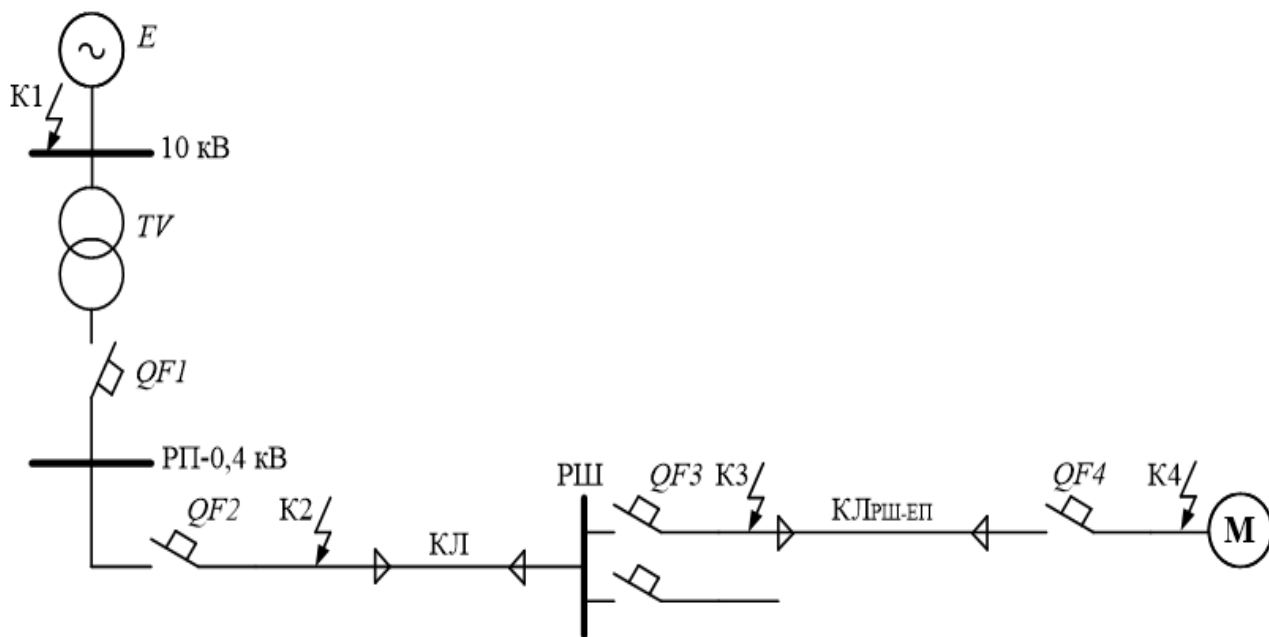 E
К1
10 кВ
TV
QF1
РП-0,4 кВ
QF2
К2
КЛ
РШ
QF3
К3
КЛРШ-ЕП
QF4
К4
М